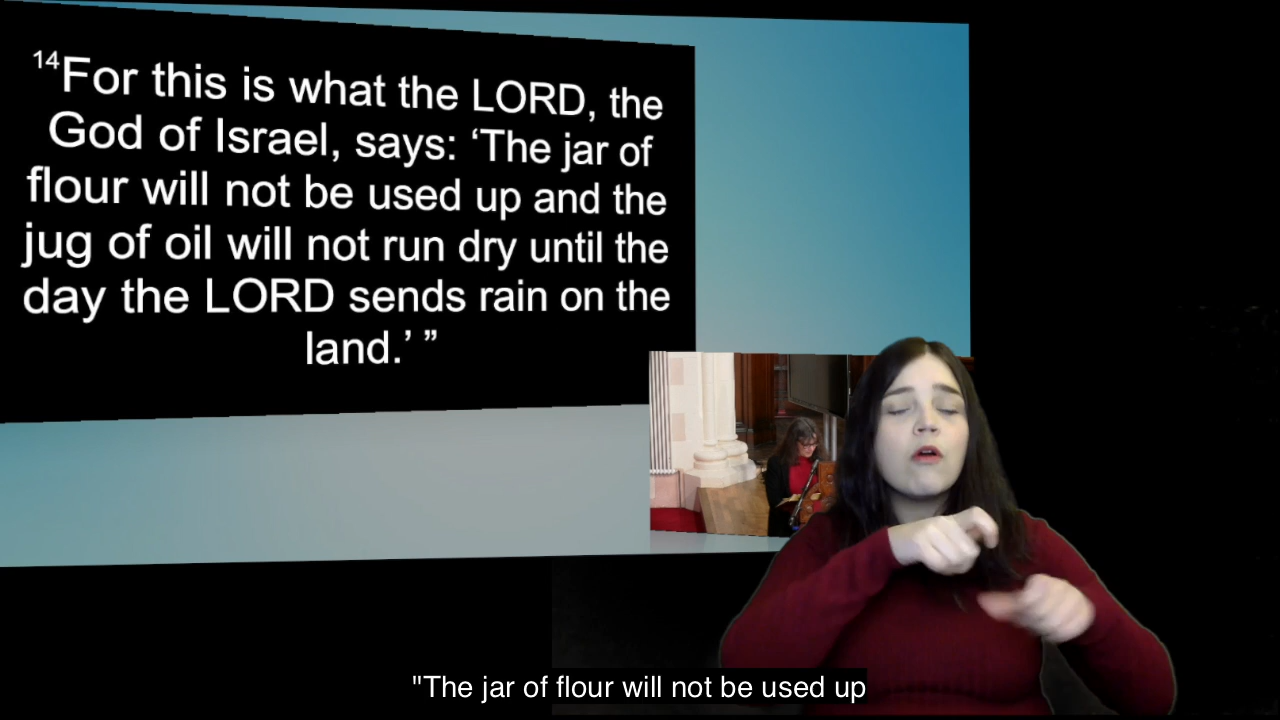 ¹⁴For this is what the LORD, the
God of Israel, says: ‘The jar of
flour will not be used up and the
jug of oil will not run dry until the
day the LORD sends rain on the
land.’ ”
"The jar of flour will not be used up